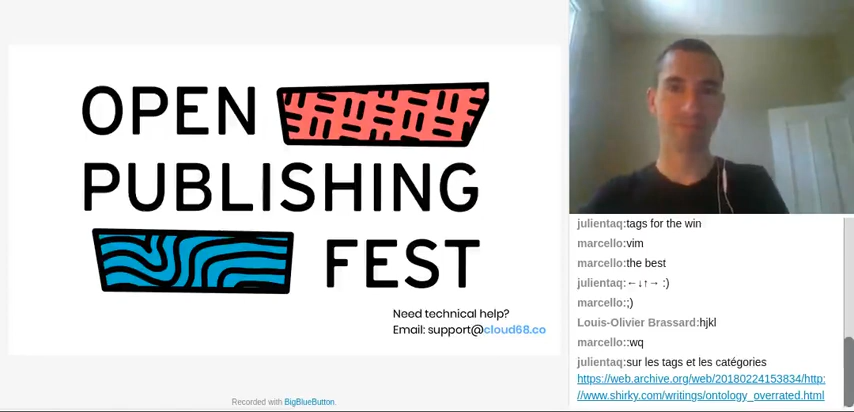 OPEN
PUBLISHING
FEST
Need technical help?
Email: support@cloud68.co
Recorded with BigBlueButton.
julientaq:tags for the win
marcello:vim
marcello:the best
julientaq:←↓↑→ :)
marcello:;)
Louis-Olivier Brassard:hjkl
marcello::wq
julientaq:sur les tags et les catégories
https://web.archive.org/web/20180224153834/http:
//www.shirky.com/writings/ontology_overrated.html